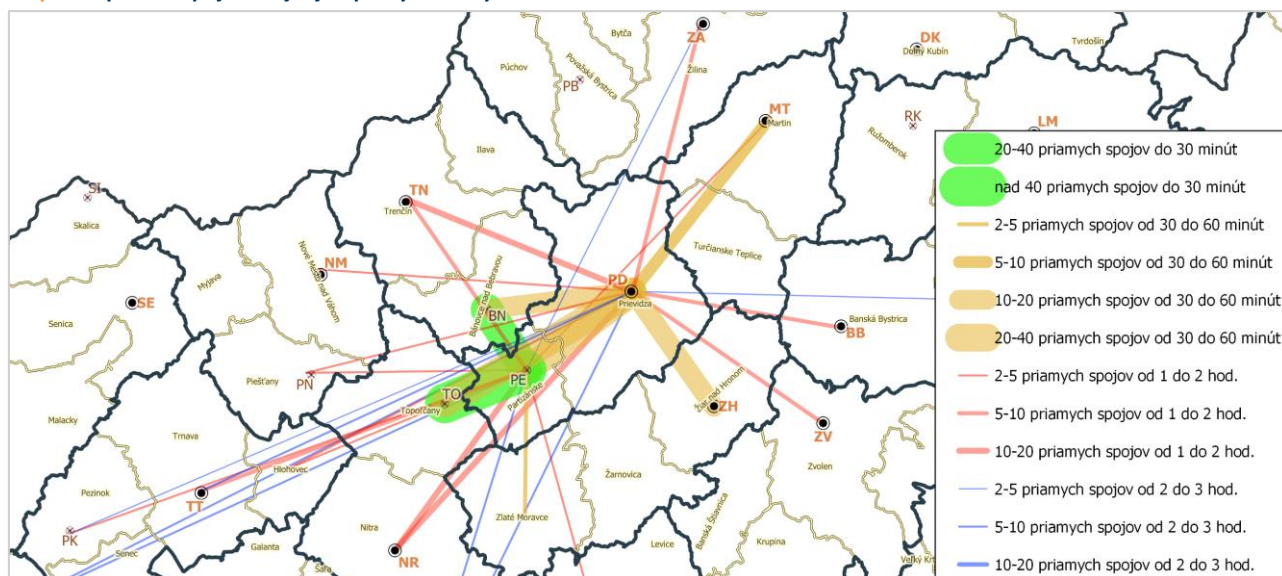 ZA
DK
Bytča
Dolný Kubín
Tvrdošín
Púchov
Považská Bystrica
PB
Žilina
MT
Martin
RK
LM
Ružomberok
Ilava
SI
Skalica
TN
Trenčín
Turčianske Teplice
Myjava
Nové Mesto nad Váhom
NM
SE
Senica
PD
Prievidza
Bánovce nad Bebravou
BN
Banská Bystrica
BB
Piešťany
PN
PE
Partizánske
TO
Topoľčany
Žiar nad Hronom
ZH
ZV
Malacky
Trnava
Hlohovec
Zvolen
Žarnovica
Pezinok
TT
PK
Senec
Galanta
Šaľa
Nitra
NR
Zlaté Moravce
Levice
Banská Štiavnica
Krupina
20-40 priamych spojov do 30 minút
nad 40 priamych spojov do 30 minút
2-5 priamych spojov od 30 do 60 minút
5-10 priamych spojov od 30 do 60 minút
10-20 priamych spojov od 30 do 60 minút
20-40 priamych spojov od 30 do 60 minút
2-5 priamych spojov od 1 do 2 hod.
5-10 priamych spojov od 1 do 2 hod.
10-20 priamych spojov od 1 do 2 hod.
2-5 priamych spojov od 2 do 3 hod.
5-10 priamych spojov od 2 do 3 hod.
10-20 priamych spojov od 2 do 3 hod.